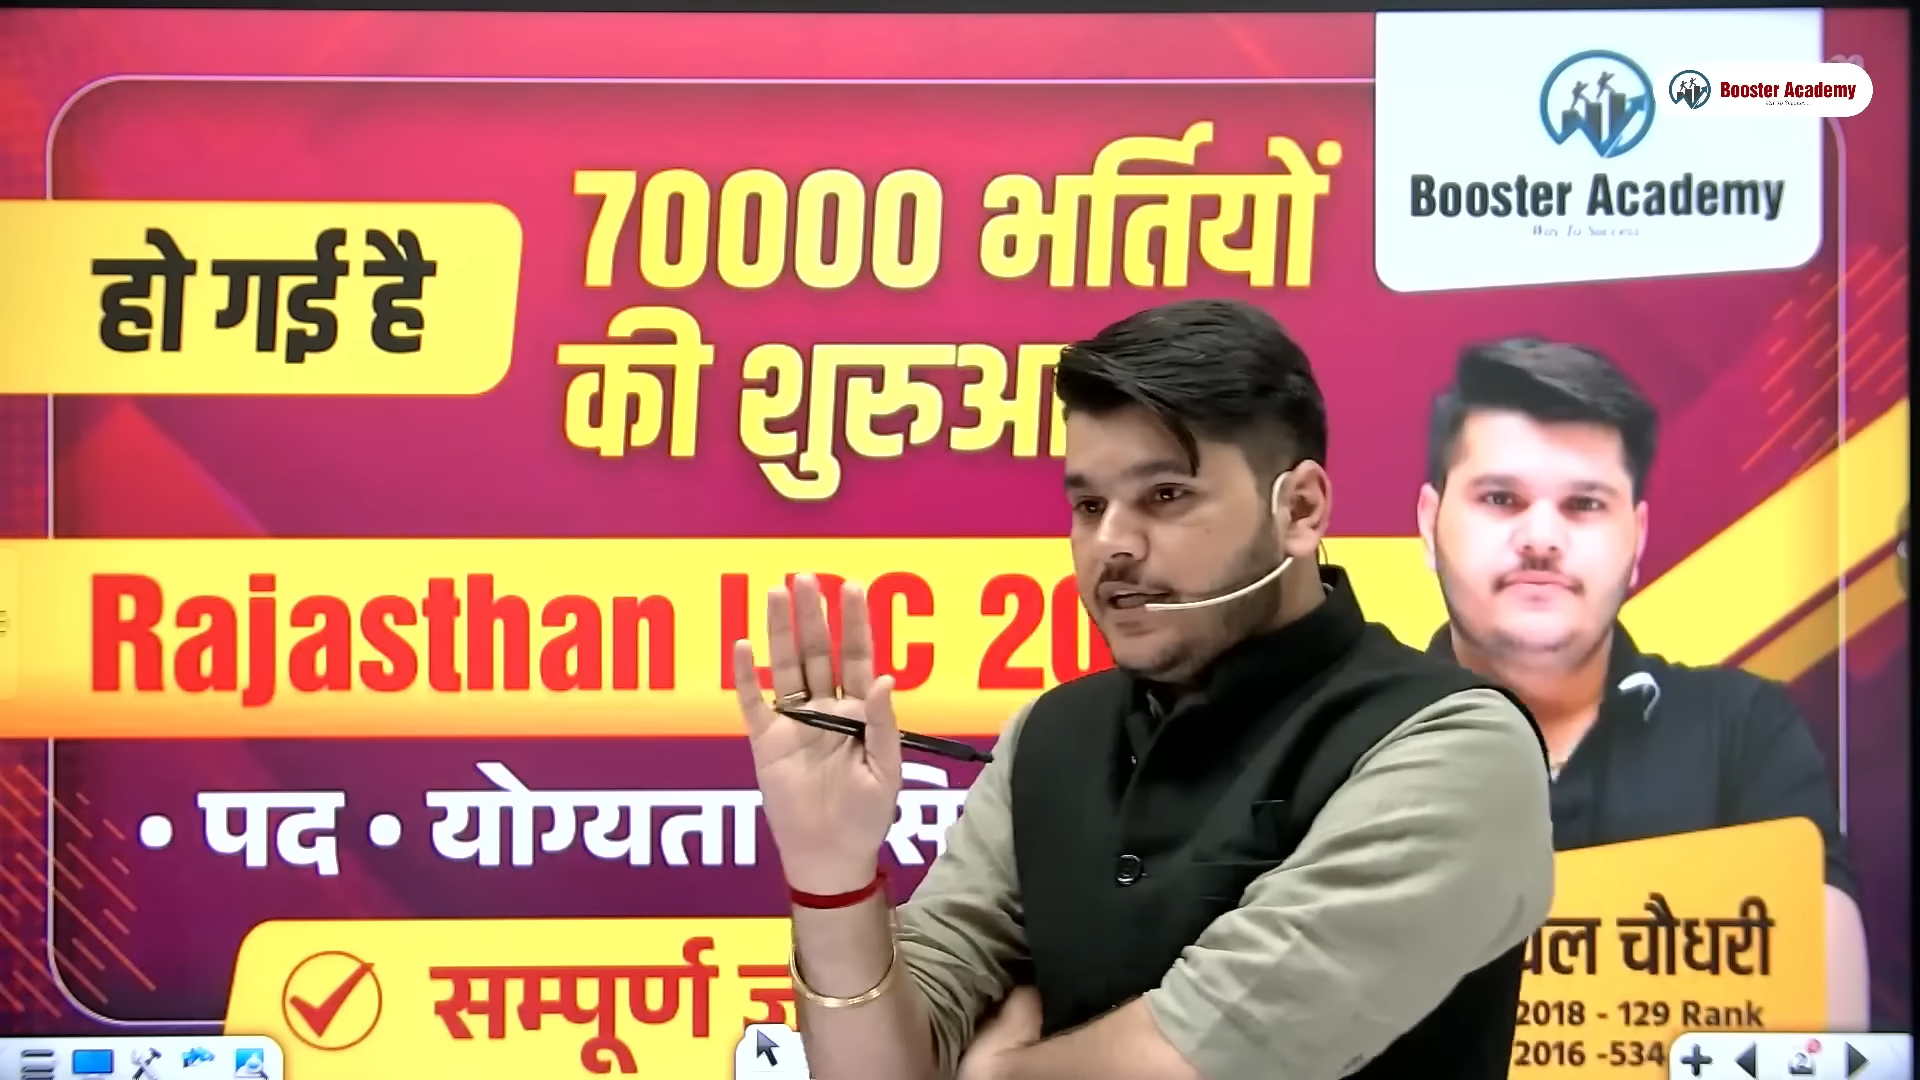 Booster Academy
Booster Academy
Way To Success
70000 भर्तियों
हो गई है
की
Rajasthan
• पद • योग्यता
सम्पूर्ण
चौधरी
2018 - 129 Rank
2016 -534